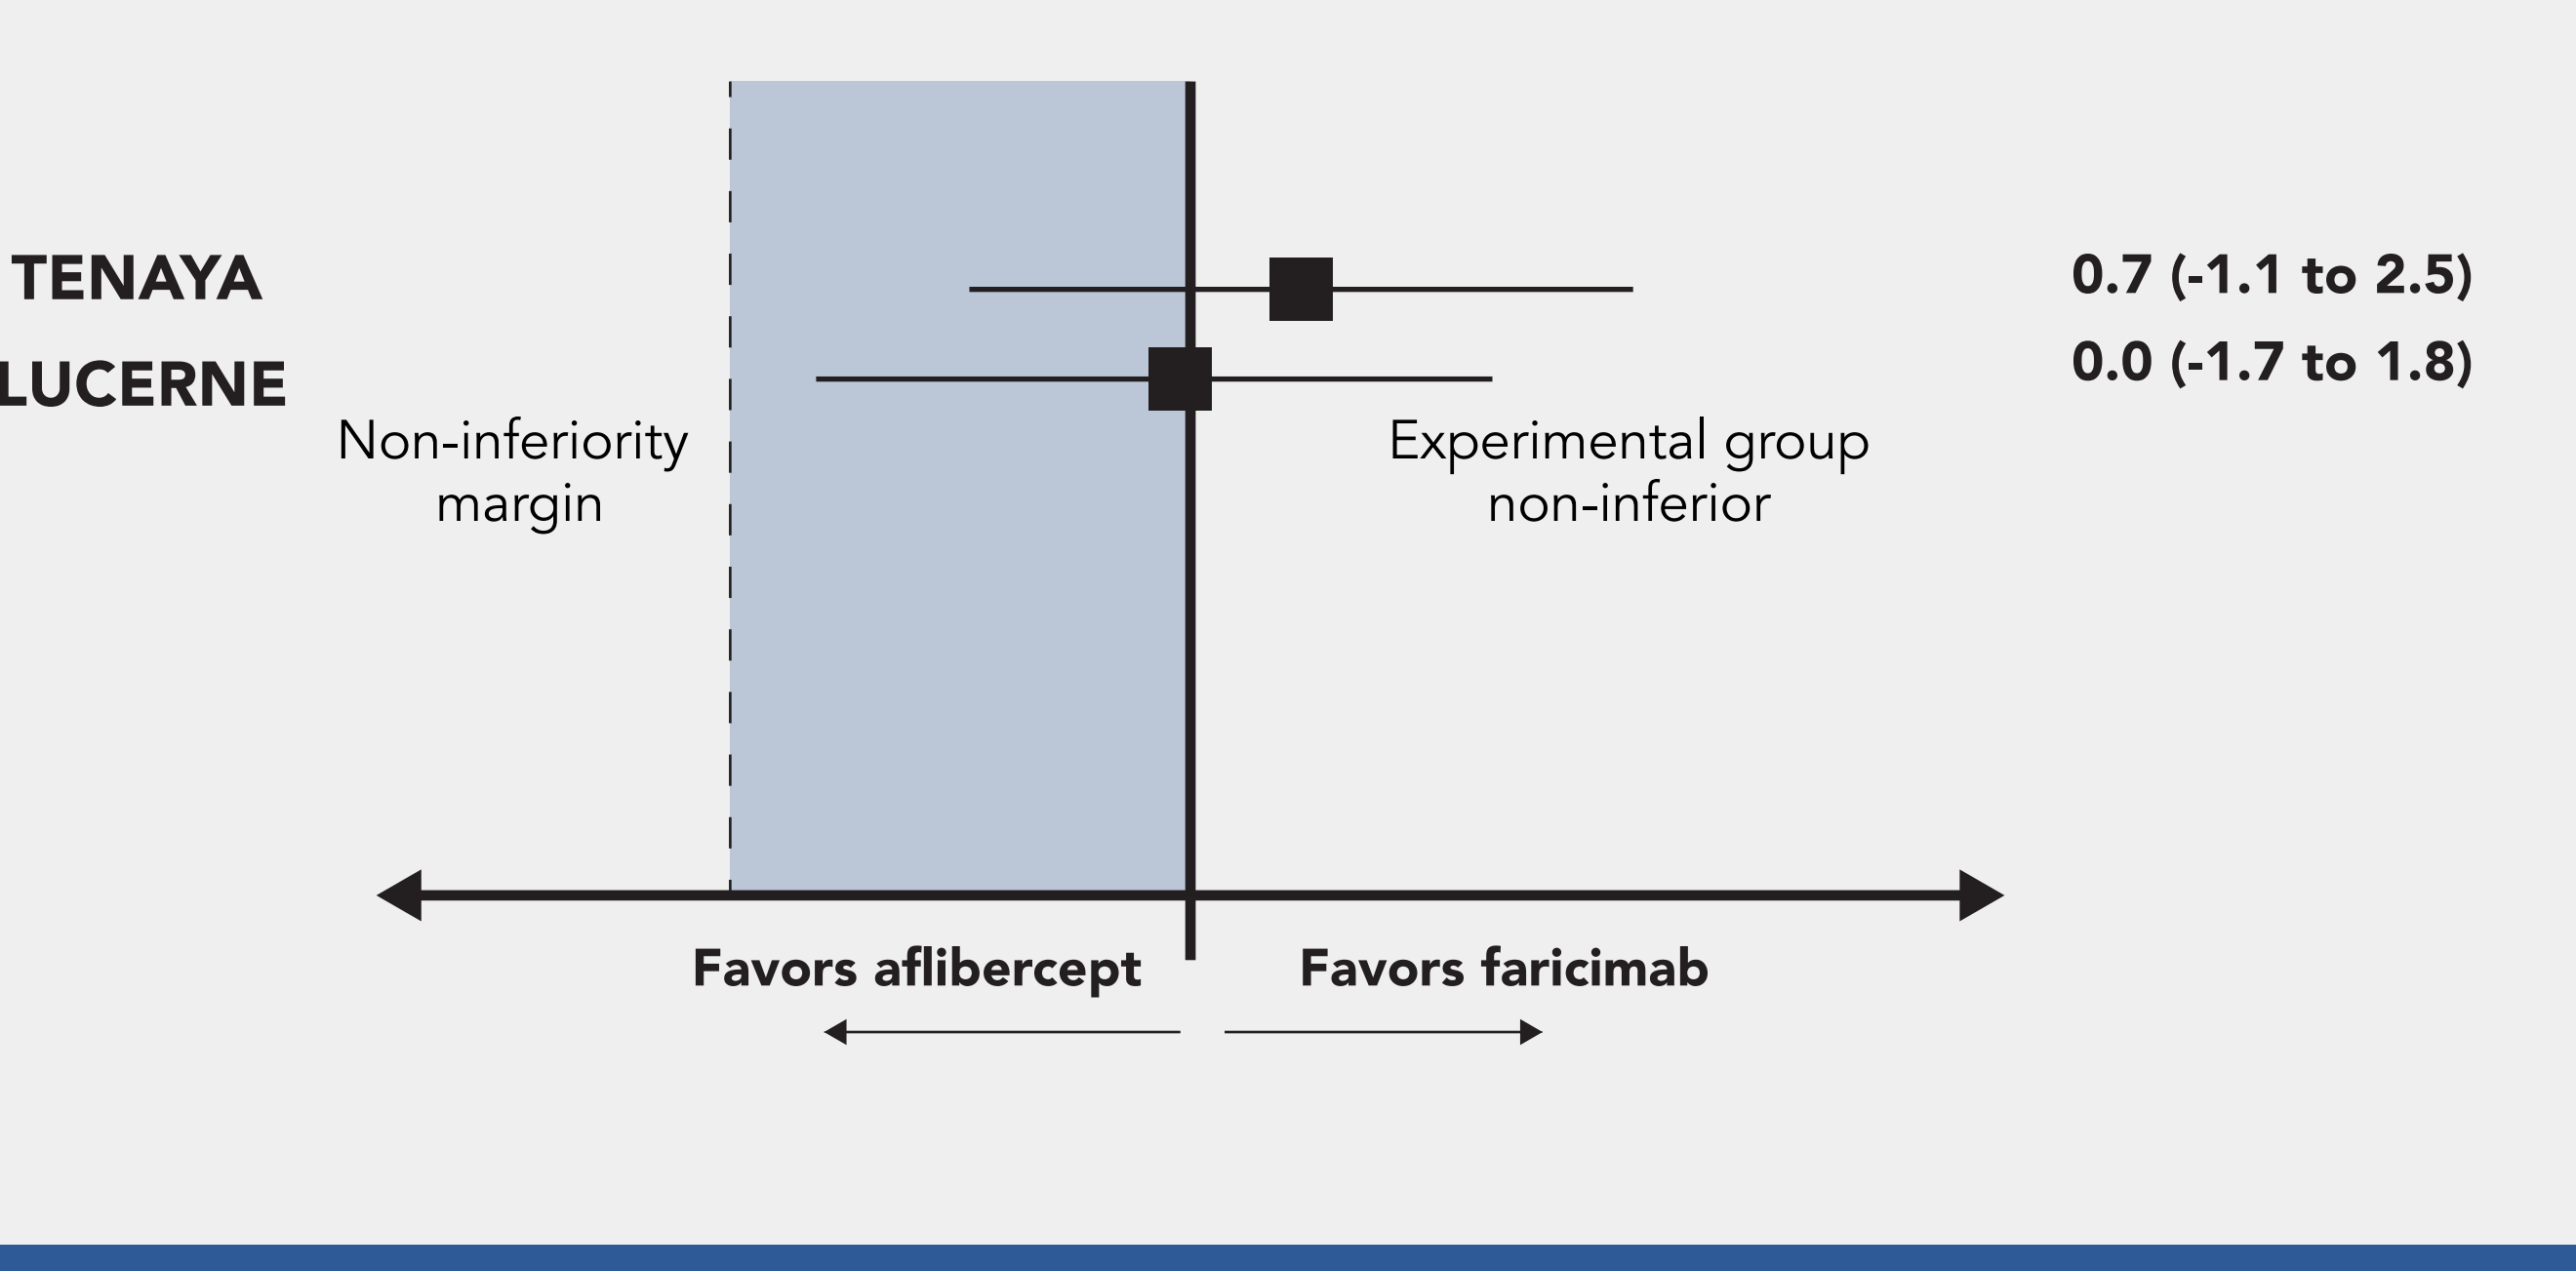 TENAYA
0.7 (-1.1 to 2.5)
LUCERNE
0.0 (-1.7 to 1.8)
Non-inferiority
margin
Experimental group
non-inferior
Favors aflibercept
Favors faricimab